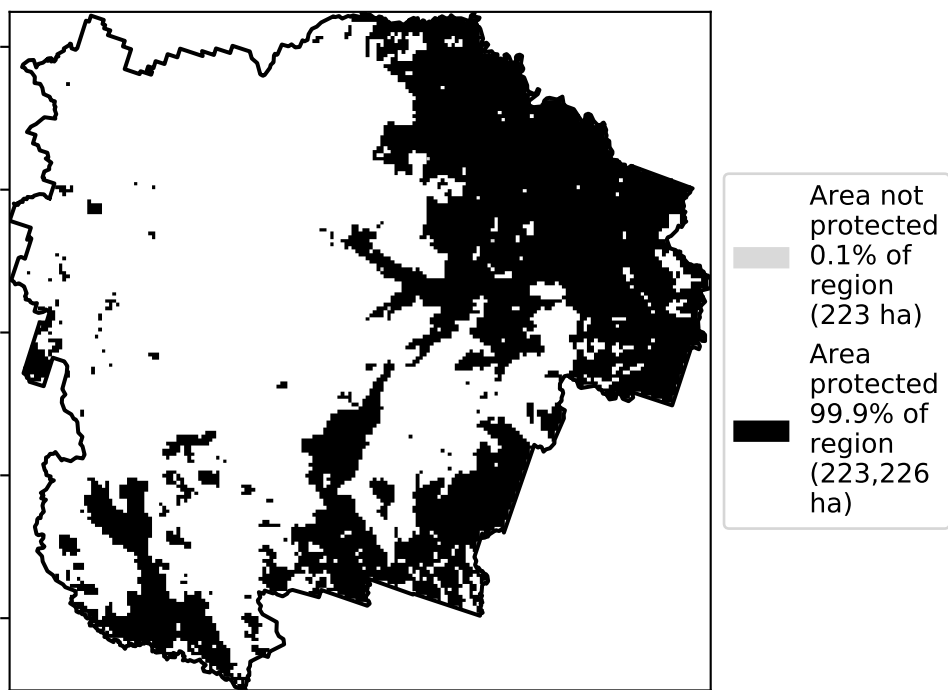 Area not
protected
0.1% of
region
(223 ha)
Area
protected
99.9% of
region
(223,226
ha)